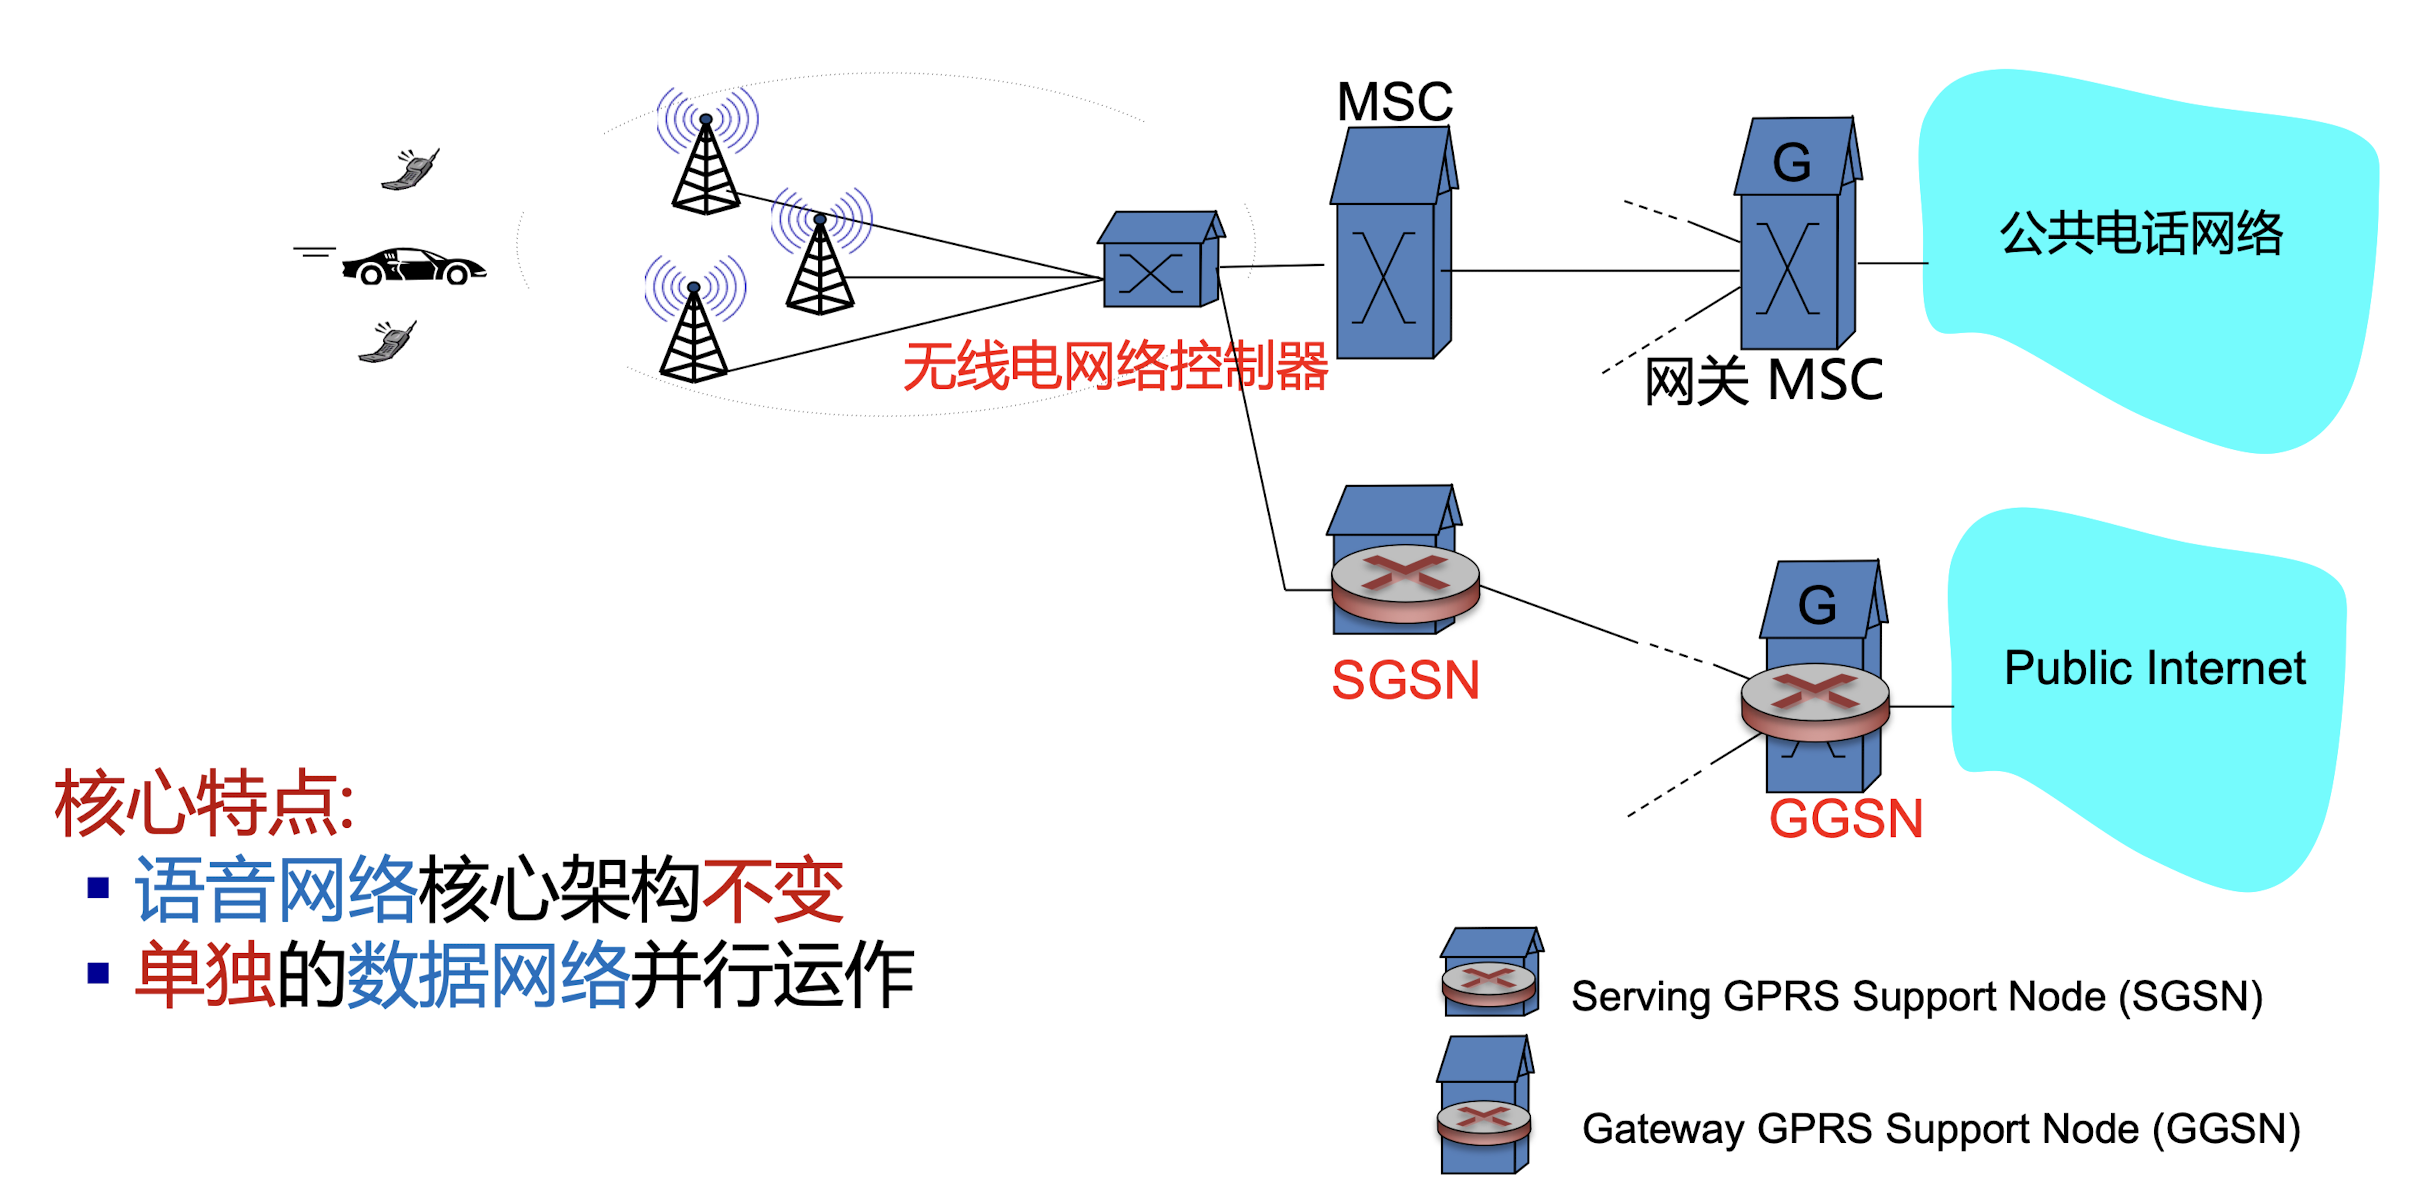 MSC
G
公共电话网络
无线电网络控制器
网关 MSC
G
Public Internet
SGSN
GGSN
核心特点:
语音网络核心架构不变
单独的数据网络并行运作
Serving GPRS Support Node (SGSN)
Gateway GPRS Support Node (GGSN)